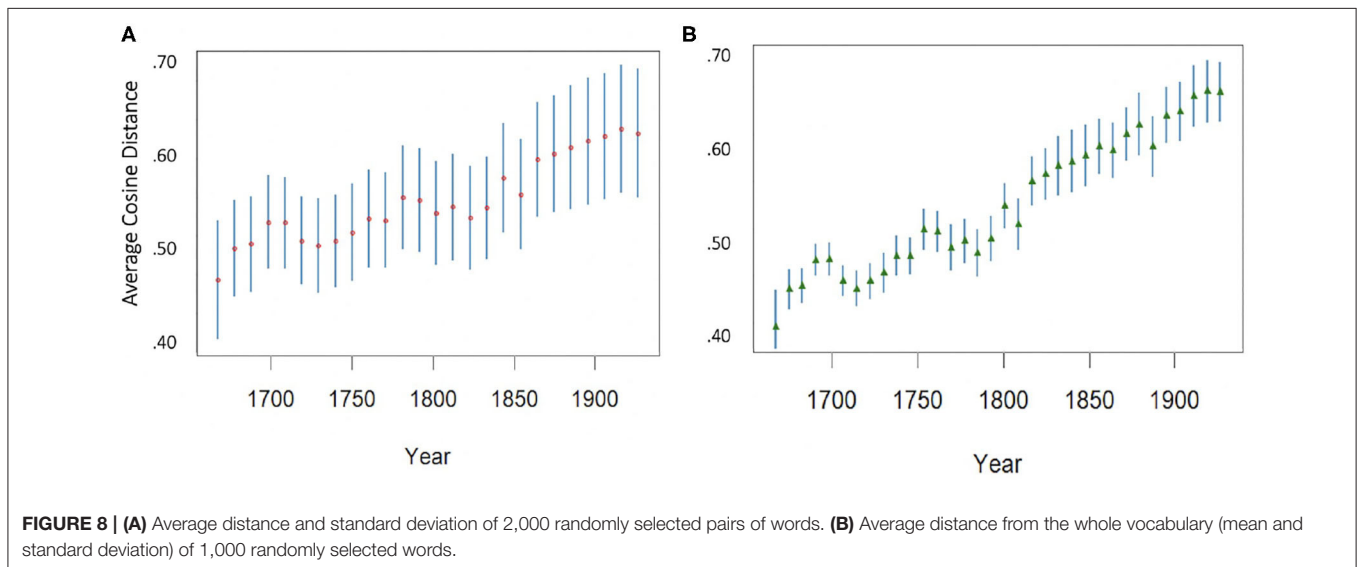 A
B
Average Cosine Distance
.70
.60
.50
.40
1700 1750 1800 1850 1900
Year
.70
.60
.50
.40
1700 1750 1800 1850 1900
Year
FIGURE 8 | (A) Average distance and standard deviation of 2,000 randomly selected pairs of words. (B) Average distance from the whole vocabulary (mean and
standard deviation) of 1,000 randomly selected words.